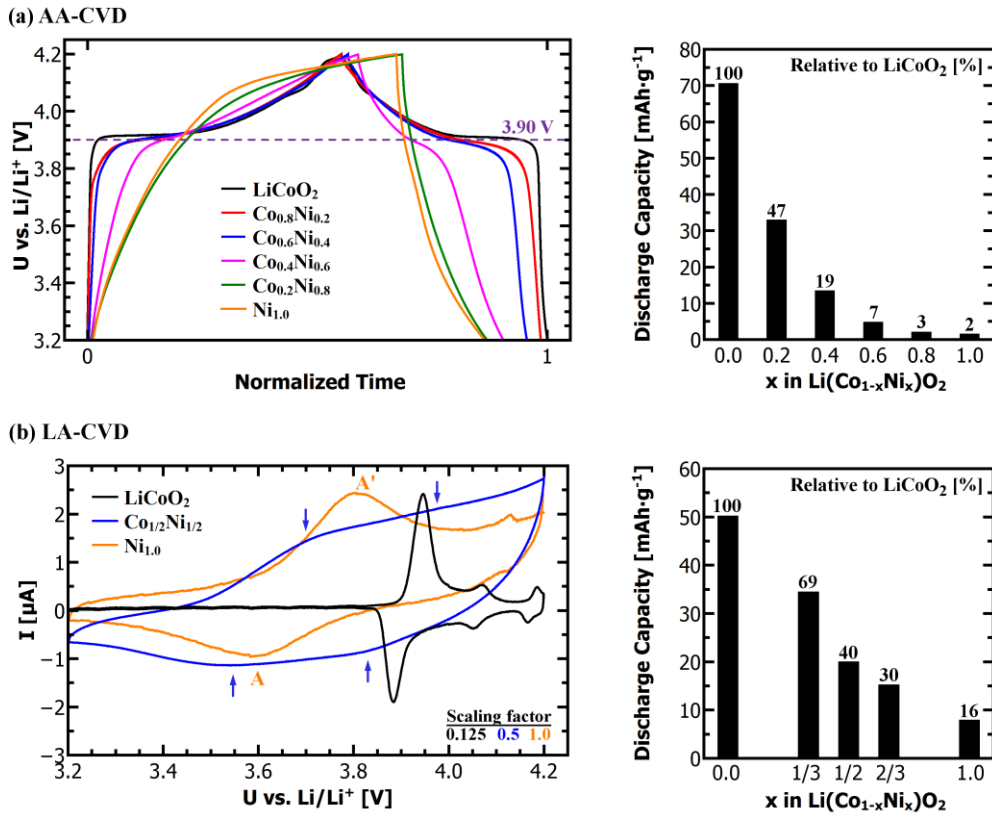 (a) AA-CVD
U vs. Li/Li⁺ [V]
4.2
4.0
3.8
3.6
3.4
3.2
3.90 V
LiCoO₂
Co₀.₈Ni₀.₂
Co₀.₆Ni₀.₄
Co₀.₄Ni₀.₆
Co₀.₂Ni₀.₈
Ni₁.₀
0 1
Normalized Time
Discharge Capacity [mAh·g⁻¹]
80
70
60
50
40
30
20
10
0
Relative to LiCoO₂ [%]
100
47
19
7
3
2
0.0 0.2 0.4 0.6 0.8 1.0
x in Li(Co₁₋ₓNiₓ)O₂
(b) LA-CVD
I [µA]
3
2
1
0
−1
−2
−3
LiCoO₂
Co₁/₂Ni₁/₂
Ni₁.₀
A'
A
Scaling factor
0.125 0.5 1.0
3.2 3.4 3.6 3.8 4.0 4.2
U vs. Li/Li⁺ [V]
Discharge Capacity [mAh·g⁻¹]
60
50
40
30
20
10
0
Relative to LiCoO₂ [%]
100
69
40
30
16
0.0 1/3 1/2 2/3 1.0
x in Li(Co₁₋ₓNiₓ)O₂